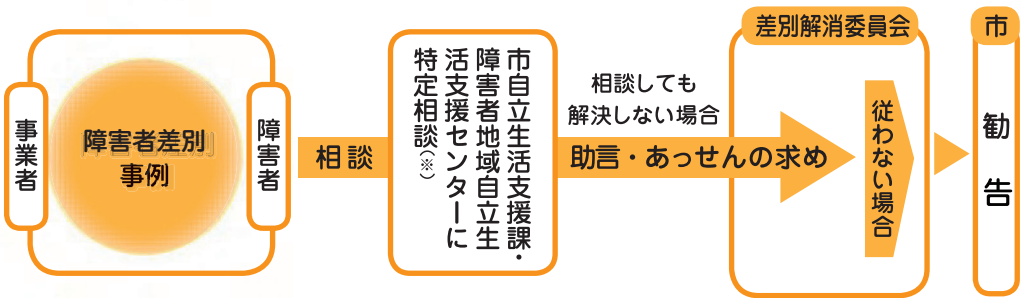 事業者
障害者差別
事例
障害者
相談
市自立生活支援課・
障害者地域自立生
活支援センターに
特定相談（※）
相談しても
解決しない場合
助言・あっせんの求め
差別解消委員会
従わない場合
市
勧告